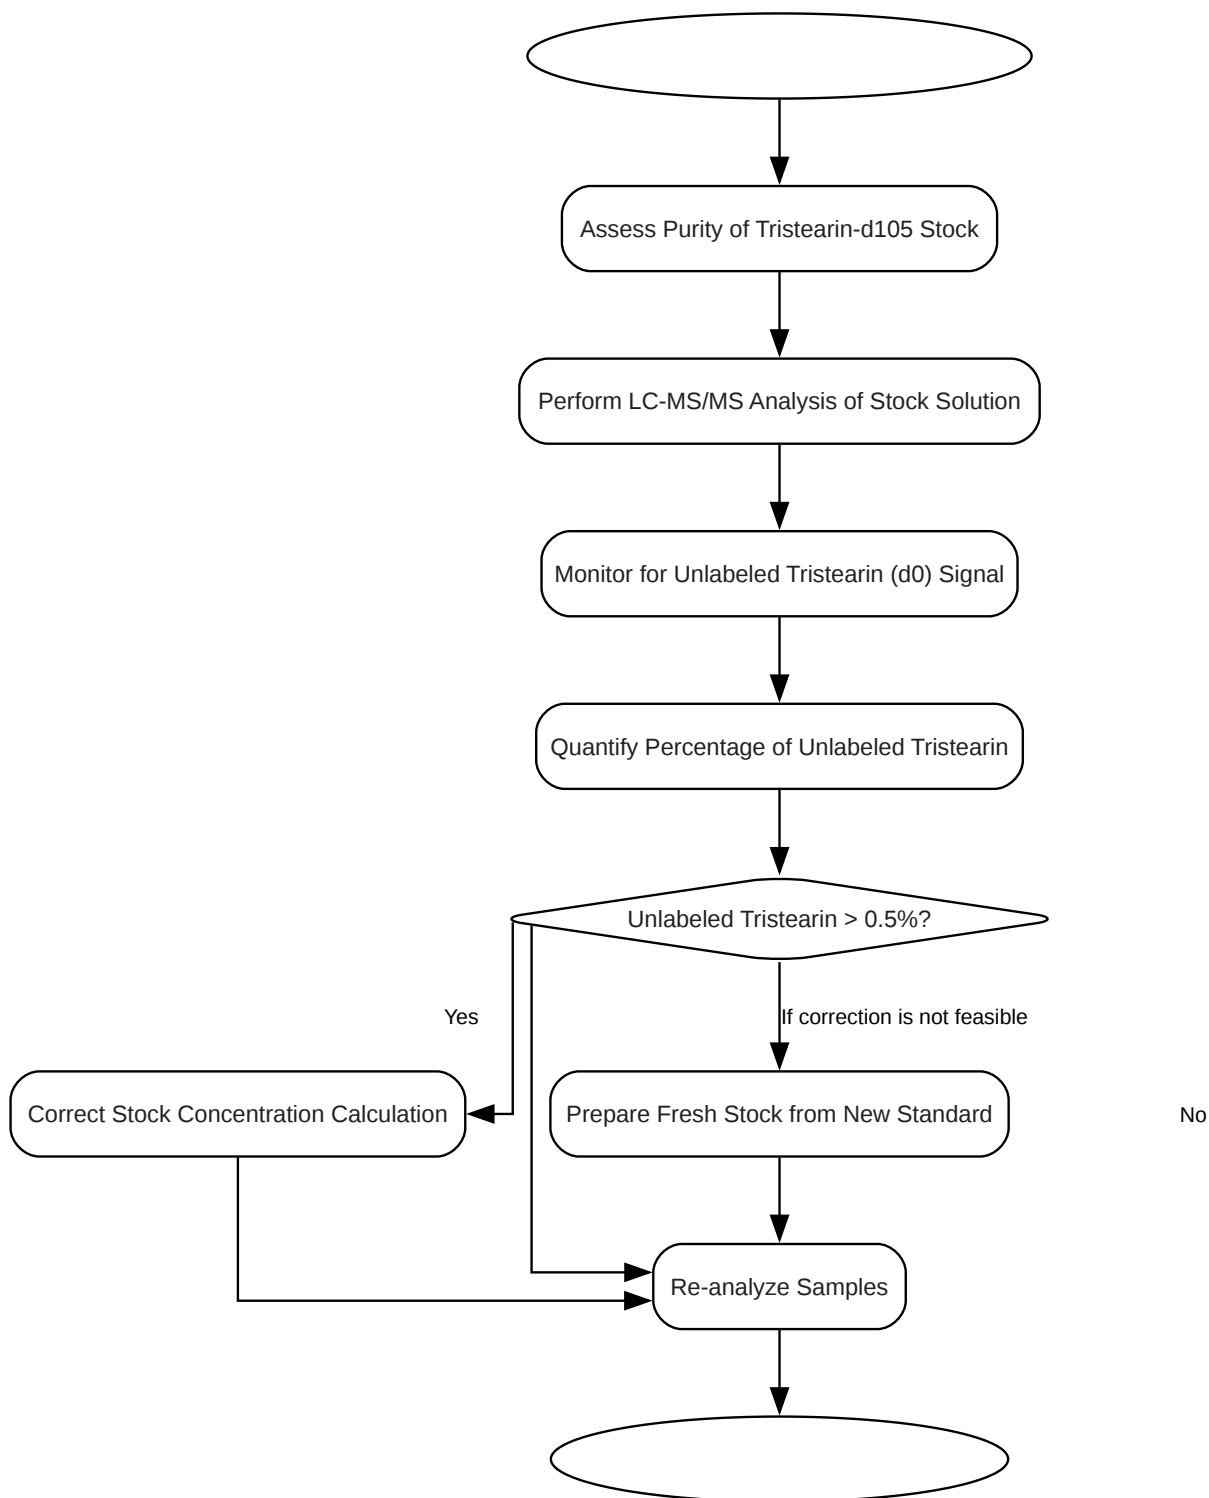 Assess Purity of Tristearin-d105 Stock
Perform LC-MS/MS Analysis of Stock Solution
Monitor for Unlabeled Tristearin (d0) Signal
Quantify Percentage of Unlabeled Tristearin
Unlabeled Tristearin > 0.5%?
Yes
If correction is not feasible
Correct Stock Concentration Calculation
Prepare Fresh Stock from New Standard
No
Re-analyze Samples